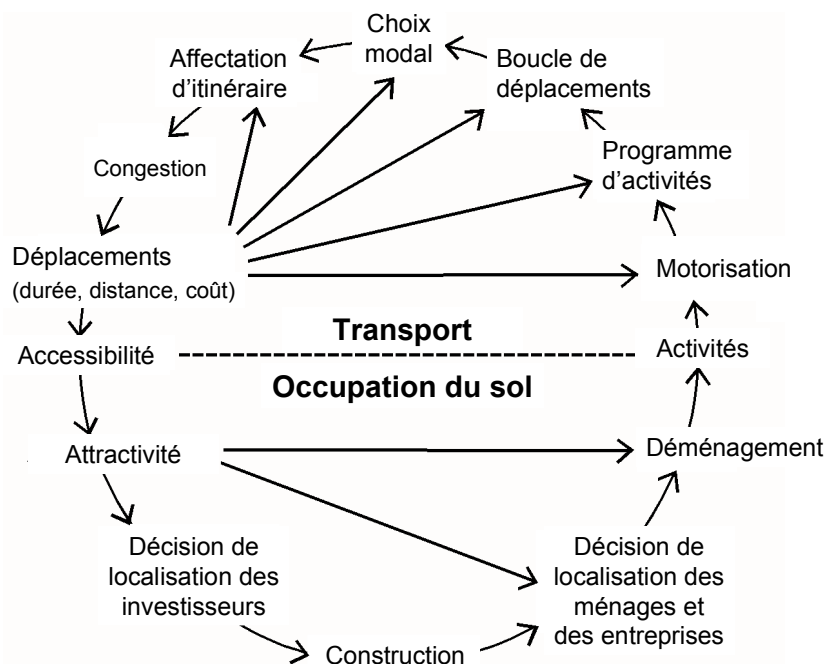 Choix
modal
Affectation
d'itinéraire
Boucle de
déplacements
Congestion
Programme
d'activités
Déplacements
(durée, distance, coût)
Motorisation
Transport
Accessibilité
Activités
Occupation du sol
Attractivité
Déménagement
Décision de
localisation des
investisseurs
Décision de
localisation des
ménages et
des entreprises
Construction